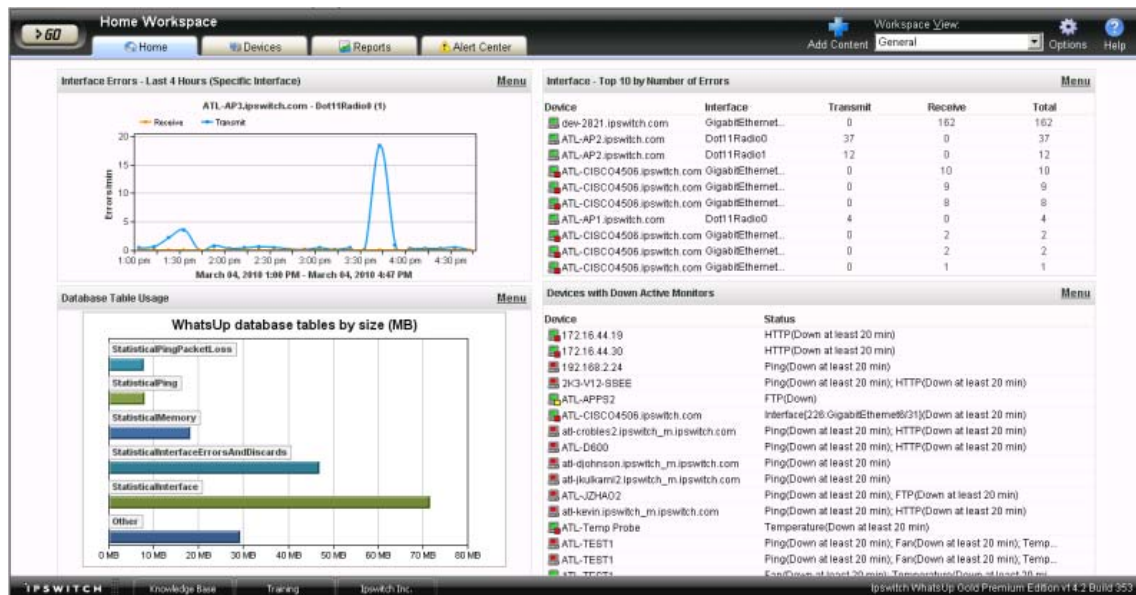 Home Workspace
> GO
Home
Devices
Reports
Alert Center
Add Content
Workspace View:
General
Options
Help
Interface Errors - Last 4 Hours (Specific Interface)
Menu
ATL-AP3.ipswitch.com - Dot11Radio0 (1)
Receive Transmit
Errors/min
20
15
10
5
0
1:00 pm 1:30 pm 2:00 pm 2:30 pm 3:00 pm 3:30 pm 4:00 pm 4:30 pm
March 04, 2010 1:00 PM - March 04, 2010 4:47 PM
Database Table Usage
Menu
WhatsUp database tables by size (MB)
StatisticalPingPacketLoss
StatisticalPing
StatisticalMemory
StatisticalInterfaceErrorsAndDiscards
StatisticalInterface
Other
0 MB 10 MB 20 MB 30 MB 40 MB 50 MB 60 MB 70 MB 80 MB
Interface - Top 10 by Number of Errors
Menu
Device Interface Transmit Receive Total
dev-2821.ipswitch.com GigabitEthernet... 0 162 162
ATL-AP2.ipswitch.com Dot11Radio0 37 0 37
ATL-AP2.ipswitch.com Dot11Radio1 12 0 12
ATL-CISCO4506.ipswitch.com GigabitEthernet... 0 10 10
ATL-CISCO4506.ipswitch.com GigabitEthernet... 0 9 9
ATL-CISCO4506.ipswitch.com GigabitEthernet... 0 8 8
ATL-AP1.ipswitch.com Dot11Radio0 4 0 4
ATL-CISCO4506.ipswitch.com GigabitEthernet... 0 2 2
ATL-CISCO4506.ipswitch.com GigabitEthernet... 0 2 2
ATL-CISCO4506.ipswitch.com GigabitEthernet... 0 1 1
Devices with Down Active Monitors
Menu
Device Status
172.16.44.19 HTTP(Down at least 20 min)
172.16.44.30 HTTP(Down at least 20 min)
192.168.2.24 Ping(Down at least 20 min)
2K3-V12-SSEE Ping(Down at least 20 min); HTTP(Down at least 20 min)
ATL-APPS2 FTP(Down)
ATL-CISCO4506.ipswitch.com Interface[226:GigabitEthernet6/31](Down at least 20 min)
atl-crobles2.ipswitch_m.ipswitch.com Ping(Down at least 20 min); HTTP(Down at least 20 min)
ATL-D600 Ping(Down at least 20 min); HTTP(Down at least 20 min)
atl-djohnson.ipswitch_m.ipswitch.com Ping(Down at least 20 min)
atl-jkulkarni2.ipswitch_m.ipswitch.com Ping(Down at least 20 min)
ATL-JZHAO2 Ping(Down at least 20 min); FTP(Down at least 20 min)
atl-kevin.ipswitch_m.ipswitch.com Ping(Down at least 20 min); HTTP(Down at least 20 min)
ATL-Temp Probe Temperature(Down at least 20 min)
ATL-TEST1 Ping(Down at least 20 min); Fan(Down at least 20 min); Temp...
ATL-TEST1 Ping(Down at least 20 min); Fan(Down at least 20 min); Temp...
IPSWITCH
Knowledge Base
Training
Ipswitch Inc.
Ipswitch WhatsUp Gold Premium Edition v14.2 Build 353